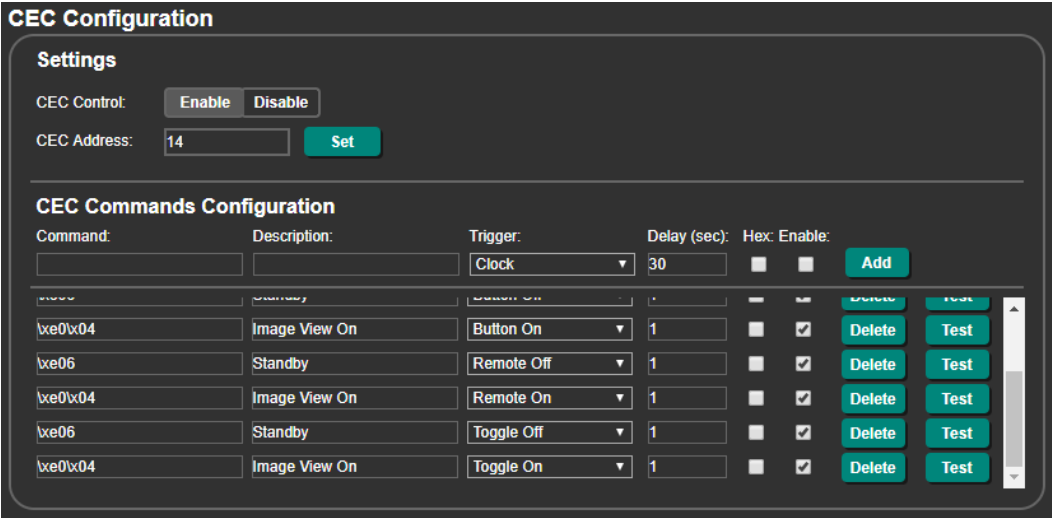 CEC Configuration
Settings
CEC Control: Enable Disable
CEC Address: 14 Set
CEC Commands Configuration
Command: Description: Trigger: Delay (sec): Hex: Enable:
Clock 30 Add
\xe0\x04 Image View On Button On 1 Delete Test
\xe06 Standby Remote Off 1 Delete Test
\xe0\x04 Image View On Remote On 1 Delete Test
\xe06 Standby Toggle Off 1 Delete Test
\xe0\x04 Image View On Toggle On 1 Delete Test